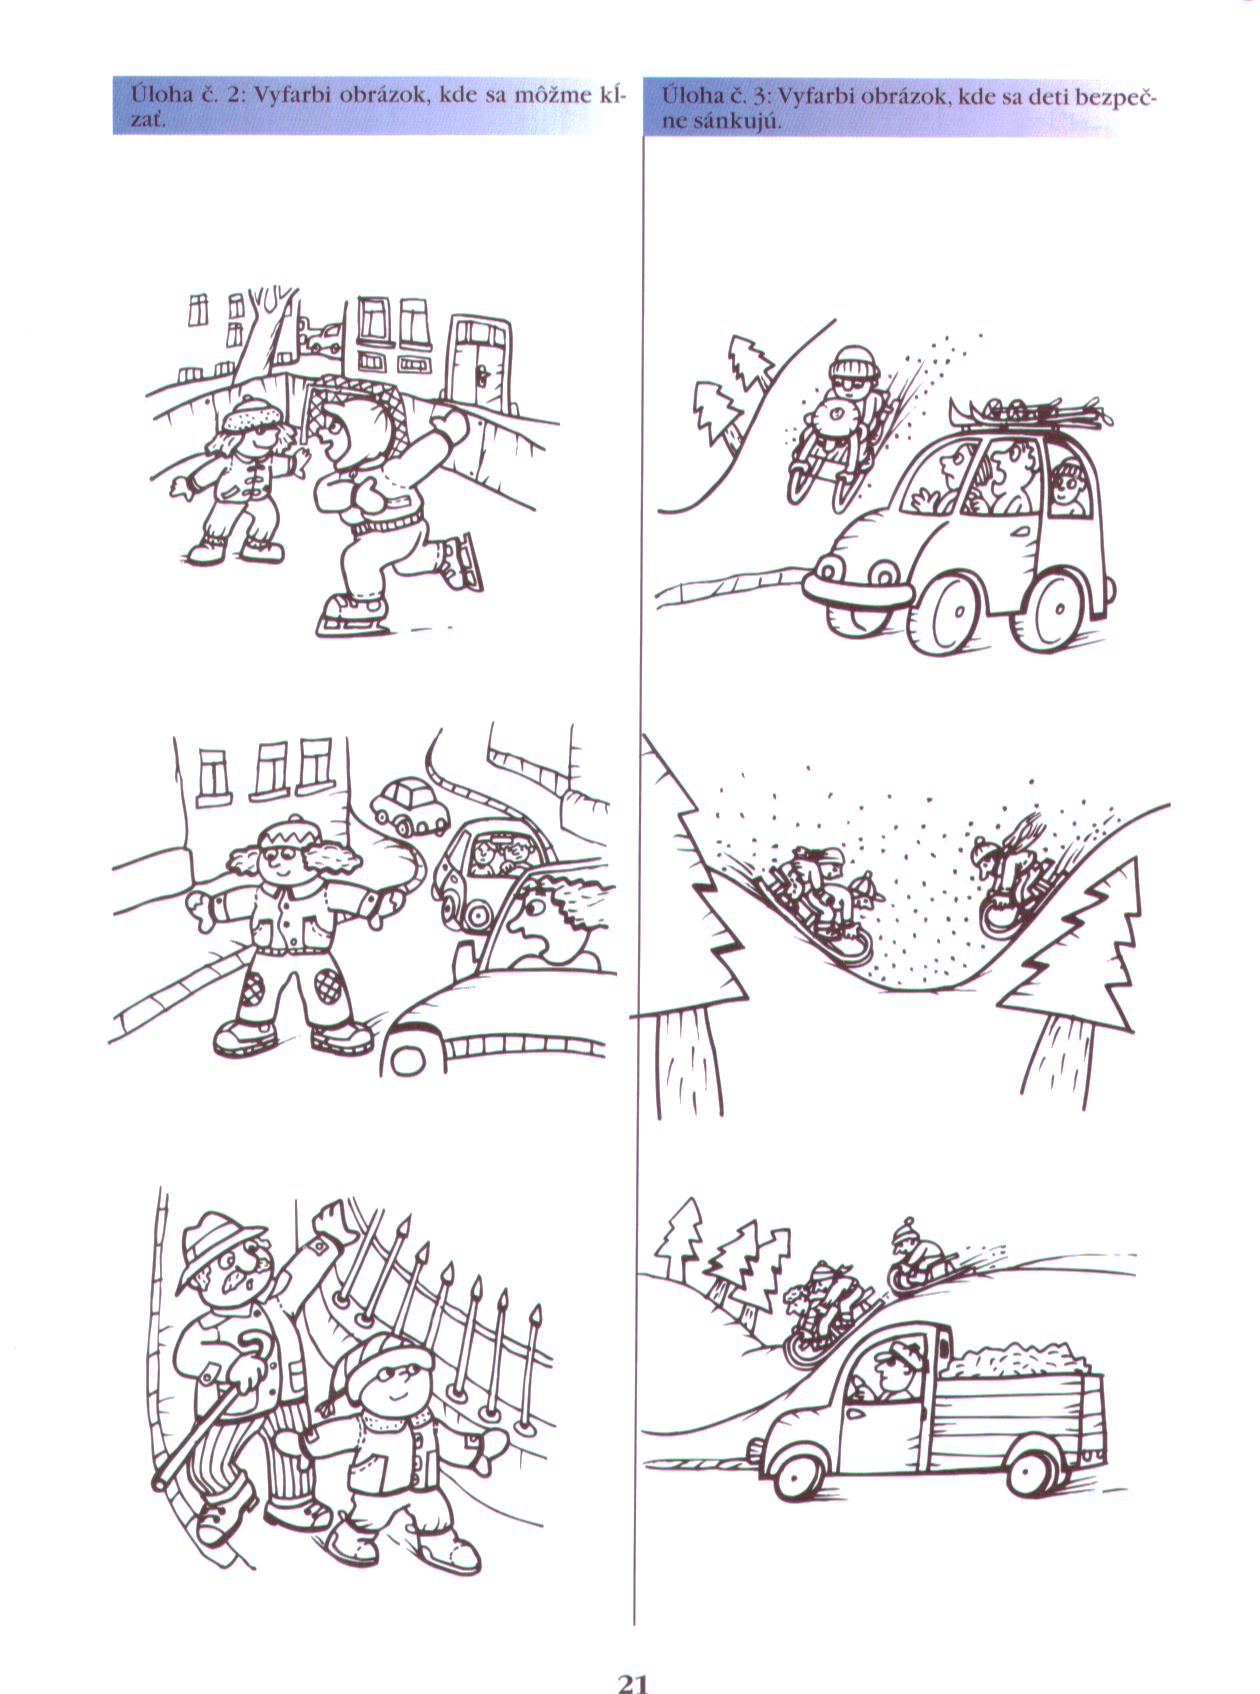 Úloha č. 2: Vyfarbi obrázok, kde sa môžme kĺ-
zať.
Úloha č. 3: Vyfarbi obrázok, kde sa deti bezpeč-
ne sánkujú.
21